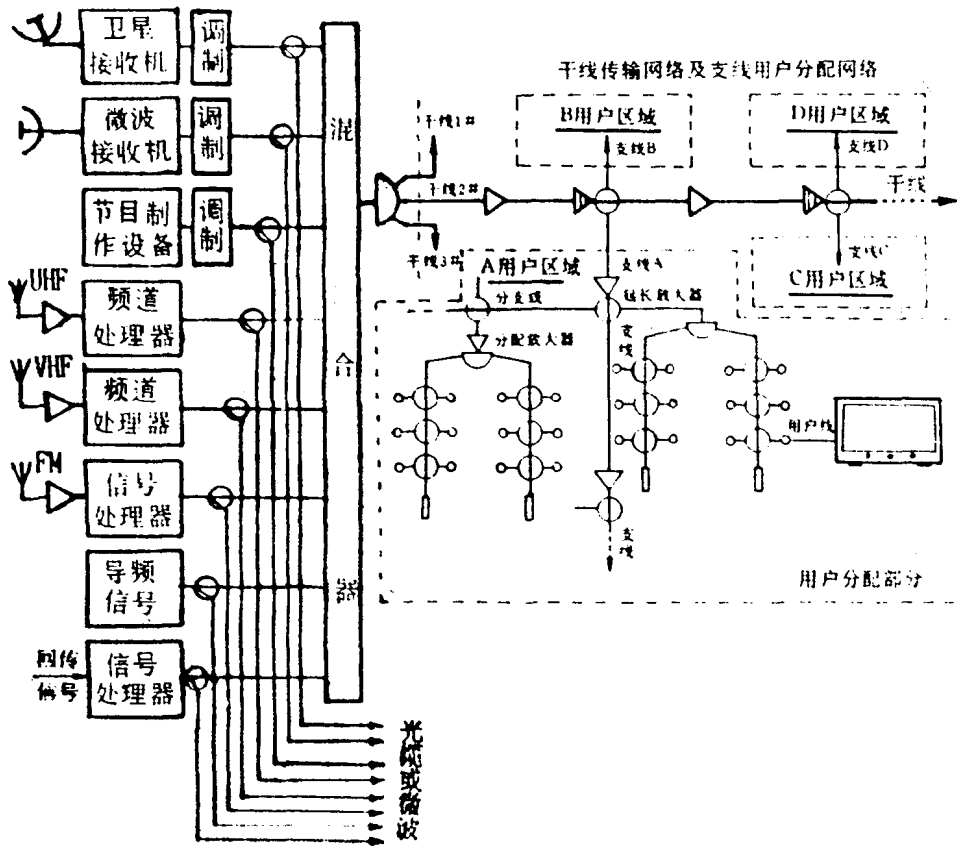 卫星
接收机
调
制
微波
接收机
调
制
节目制
作设备
调
制
UHF
频道
处理器
VHF
频道
处理器
FM
信号
处理器
导频
信号
回传
信号
信号
处理器
混
合
器
光
缆
或
微
波
干线传输网络及支线用户分配网络
干线1#
干线2#
干线3#
B用户区域
支线B
D用户区域
支线D
干线
A用户区域
支线A
支线C
C用户区域
分支线
延长放大器
分配放大器
支
线
用户线
支
线
用户分配部分